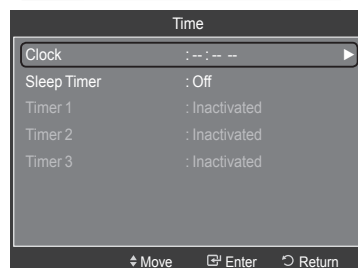 Time
Clock : -- : -- -- ►
Sleep Timer : Off
Timer 1 : Inactivated
Timer 2 : Inactivated
Timer 3 : Inactivated
Move Enter Return